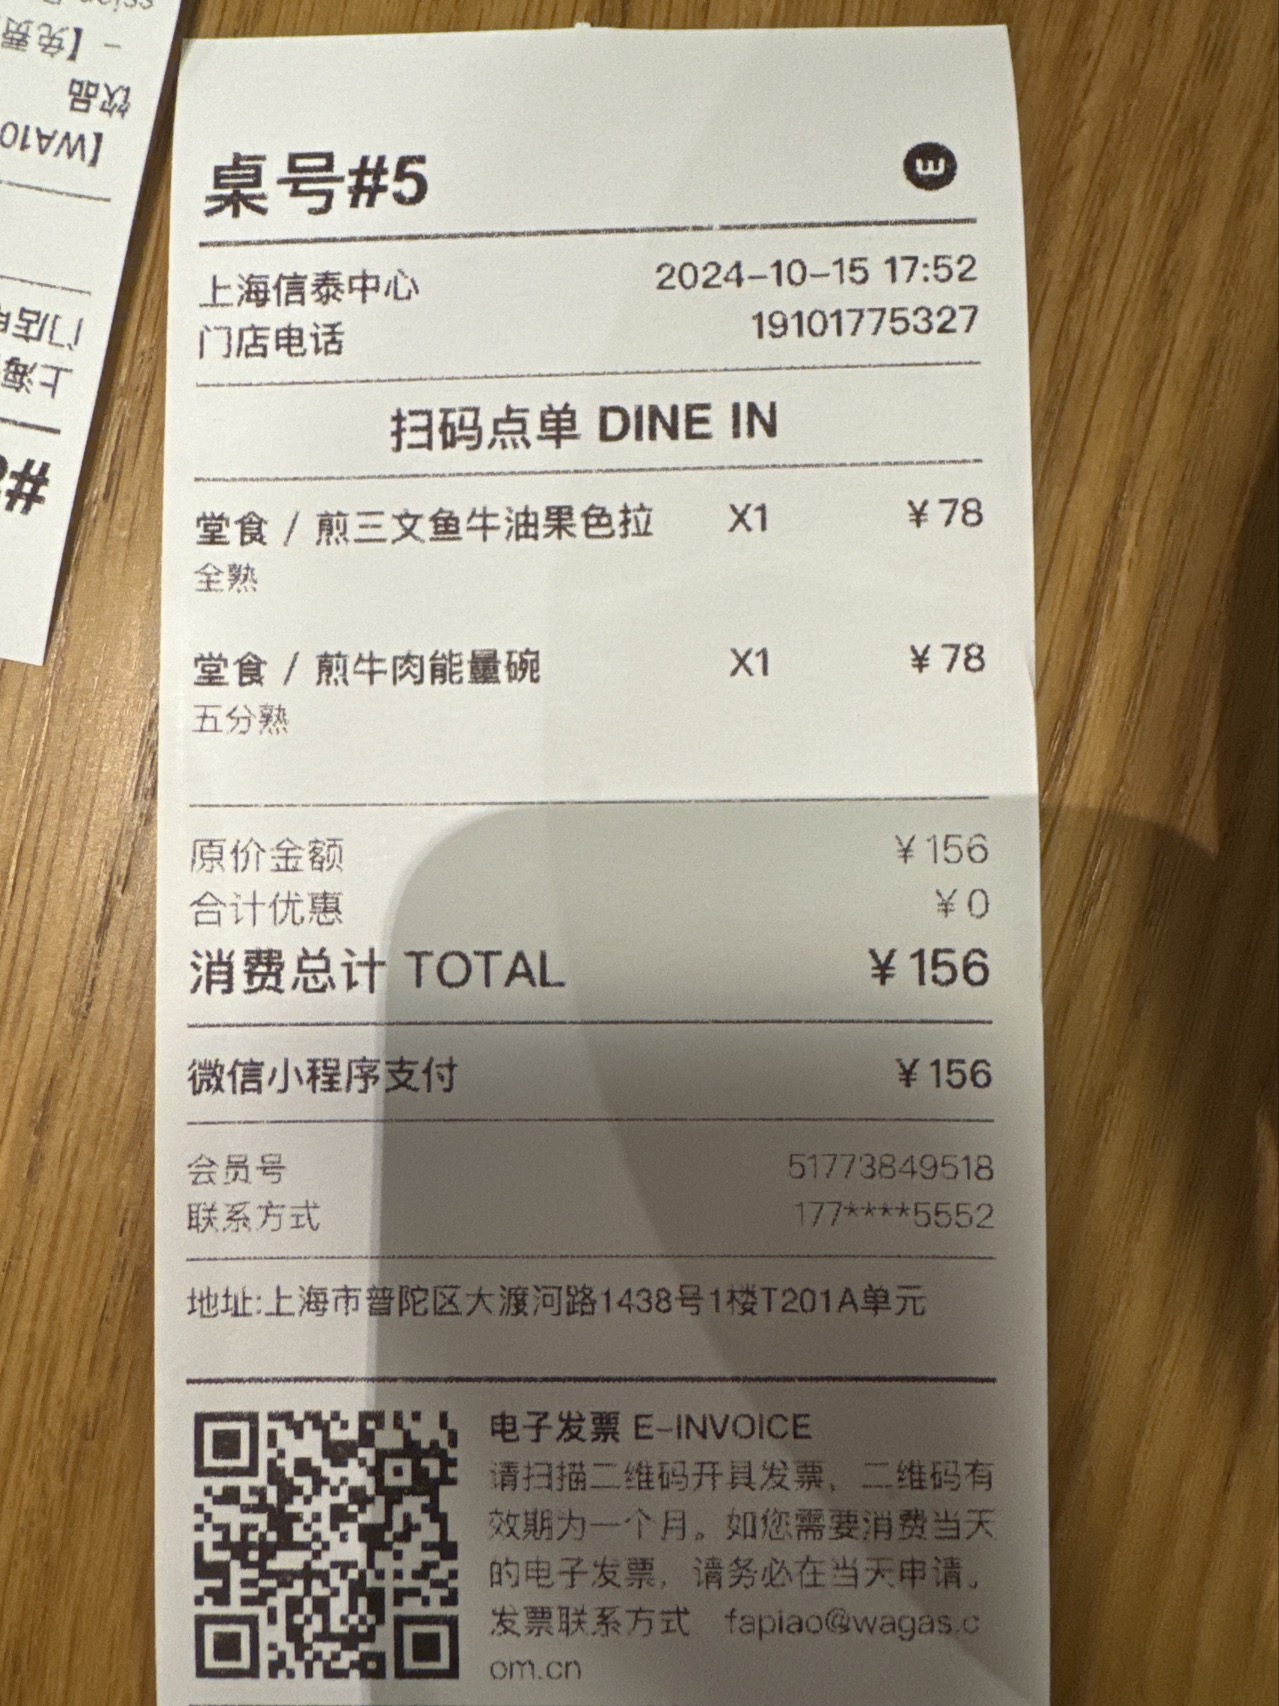 桌号#5
上海信泰中心 2024-10-15 17:52
门店电话 19101775327
扫码点单 DINE IN
堂食 / 煎三文鱼牛油果色拉 X1 ¥78
全熟
堂食 / 煎牛肉能量碗 X1 ¥78
五分熟
原价金额 ¥156
合计优惠 ¥0
消费总计 TOTAL ¥156
微信小程序支付 ¥156
会员号 51773849518
联系方式 177****5552
地址:上海市普陀区大渡河路1438号1楼T201A单元
电子发票 E-INVOICE
请扫描二维码开具发票，二维码有
效期为一个月。如您需要消费当天
的电子发票，请务必在当天申请。
发票联系方式 fapiao@wagas.c
om.cn
饮品
【WA10
门店
上海